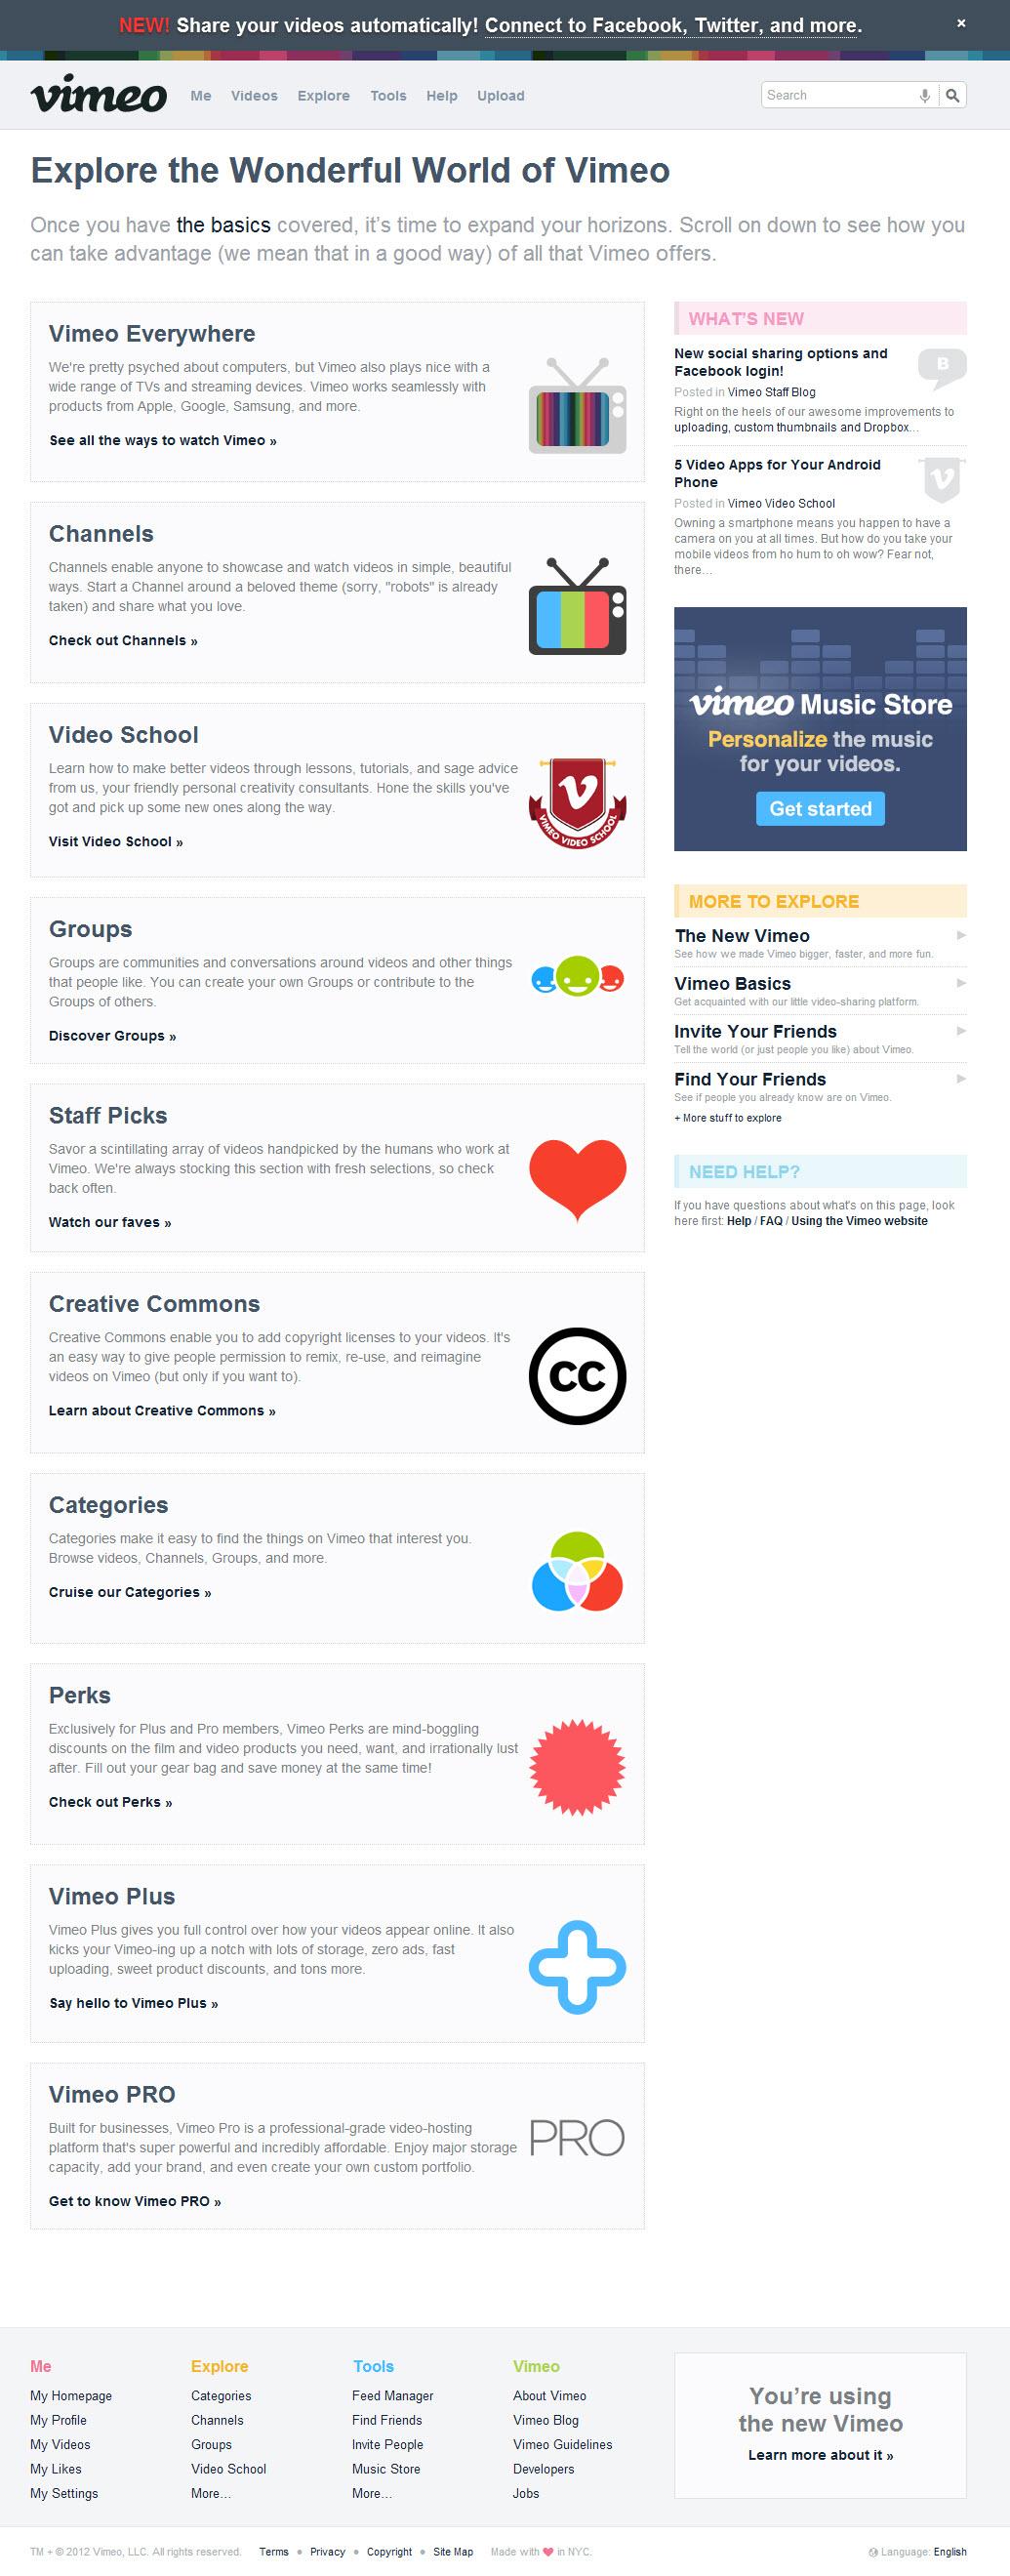 NEW! Share your videos automatically! Connect to Facebook, Twitter, and more.
×
vimeo
Me Videos Explore Tools Help Upload
Search
Explore the Wonderful World of Vimeo
Once you have the basics covered, it’s time to expand your horizons. Scroll on down to see how you
can take advantage (we mean that in a good way) of all that Vimeo offers.
Vimeo Everywhere
We're pretty psyched about computers, but Vimeo also plays nice with a
wide range of TVs and streaming devices. Vimeo works seamlessly with
products from Apple, Google, Samsung, and more.
See all the ways to watch Vimeo »
Channels
Channels enable anyone to showcase and watch videos in simple, beautiful
ways. Start a Channel around a beloved theme (sorry, "robots" is already
taken) and share what you love.
Check out Channels »
Video School
Learn how to make better videos through lessons, tutorials, and sage advice
from us, your friendly personal creativity consultants. Hone the skills you've
got and pick up some new ones along the way.
Visit Video School »
V
VIMEO VIDEO SCHOOL
Groups
Groups are communities and conversations around videos and other things
that people like. You can create your own Groups or contribute to the
Groups of others.
Discover Groups »
Staff Picks
Savor a scintillating array of videos handpicked by the humans who work at
Vimeo. We're always stocking this section with fresh selections, so check
back often.
Watch our faves »
Creative Commons
Creative Commons enable you to add copyright licenses to your videos. It's
an easy way to give people permission to remix, re-use, and reimagine
videos on Vimeo (but only if you want to).
Learn about Creative Commons »
CC
Categories
Categories make it easy to find the things on Vimeo that interest you.
Browse videos, Channels, Groups, and more.
Cruise our Categories »
Perks
Exclusively for Plus and Pro members, Vimeo Perks are mind-boggling
discounts on the film and video products you need, want, and irrationally lust
after. Fill out your gear bag and save money at the same time!
Check out Perks »
Vimeo Plus
Vimeo Plus gives you full control over how your videos appear online. It also
kicks your Vimeo-ing up a notch with lots of storage, zero ads, fast
uploading, sweet product discounts, and tons more.
Say hello to Vimeo Plus »
Vimeo PRO
Built for businesses, Vimeo Pro is a professional-grade video-hosting
platform that's super powerful and incredibly affordable. Enjoy major storage
capacity, add your brand, and even create your own custom portfolio.
Get to know Vimeo PRO »
PRO
WHAT’S NEW
New social sharing options and
Facebook login!
B
Posted in Vimeo Staff Blog
Right on the heels of our awesome improvements to
uploading, custom thumbnails and Dropbox...
5 Video Apps for Your Android
Phone
V
Posted in Vimeo Video School
Owning a smartphone means you happen to have a
camera on you at all times. But how do you take your
mobile videos from ho hum to oh wow? Fear not,
there...
vimeo Music Store
Personalize the music
for your videos.
Get started
MORE TO EXPLORE
The New Vimeo
See how we made Vimeo bigger, faster, and more fun.
Vimeo Basics
Get acquainted with our little video-sharing platform.
Invite Your Friends
Tell the world (or just people you like) about Vimeo.
Find Your Friends
See if people you already know are on Vimeo.
+ More stuff to explore
NEED HELP?
If you have questions about what's on this page, look
here first: Help / FAQ / Using the Vimeo website
Me
My Homepage
My Profile
My Videos
My Likes
My Settings
Explore
Categories
Channels
Groups
Video School
More...
Tools
Feed Manager
Find Friends
Invite People
Music Store
More...
Vimeo
About Vimeo
Vimeo Blog
Vimeo Guidelines
Developers
Jobs
You’re using
the new Vimeo
Learn more about it »
TM + © 2012 Vimeo, LLC. All rights reserved. Terms • Privacy • Copyright • Site Map Made with ❤ in NYC. Language: English